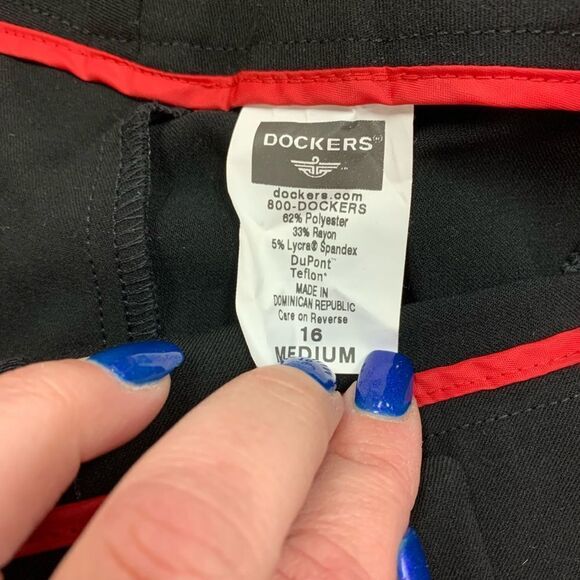 DOCKERS®
dockers.com
800-DOCKERS
62% Polyester
33% Rayon
5% Lycra® Spandex
DuPont™
Teflon®
MADE IN
DOMINICAN REPUBLIC
Care on Reverse
16
MEDIUM